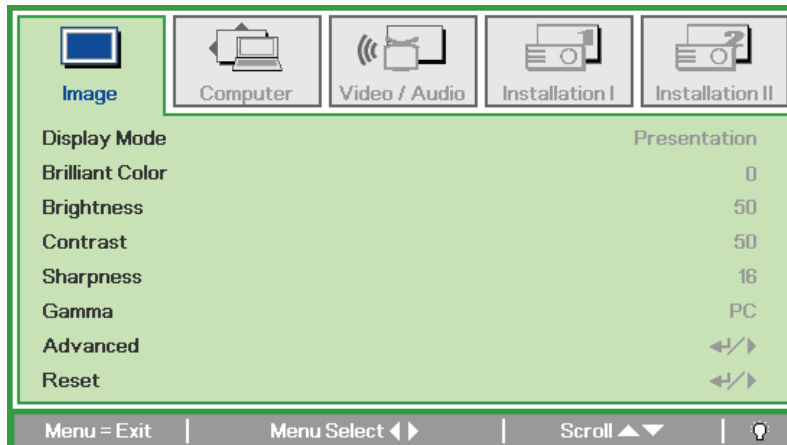 Image Computer Video / Audio Installation I Installation II
Display Mode Presentation
Brilliant Color 0
Brightness 50
Contrast 50
Sharpness 16
Gamma PC
Advanced
Reset
Menu = Exit Menu Select Scroll